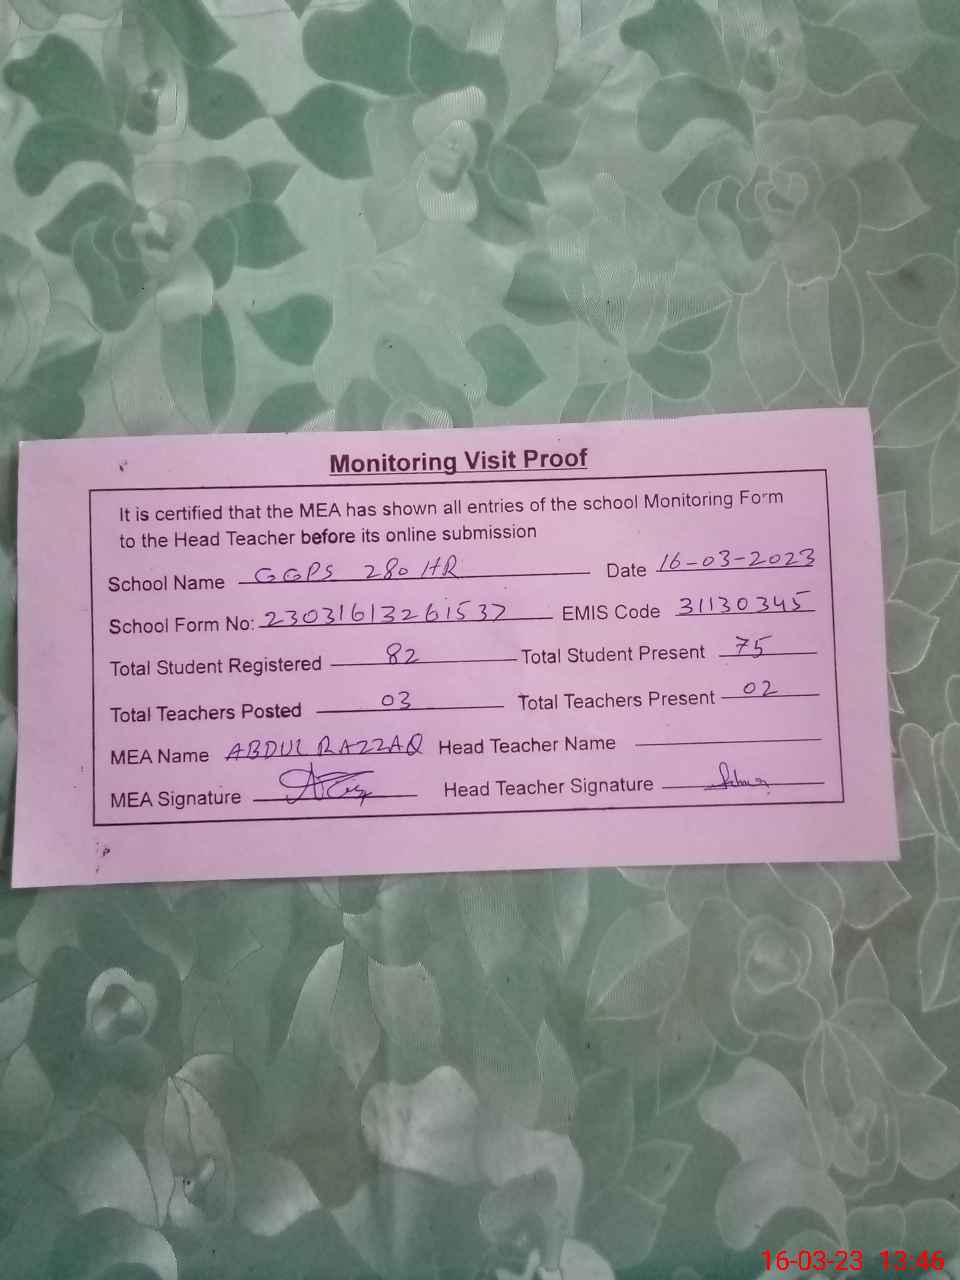 Monitoring Visit Proof
It is certified that the MEA has shown all entries of the school Monitoring Form
to the Head Teacher before its online submission
School Name GGPS 280 HR Date 16-03-2023
School Form No: 23031613261537 EMIS Code 31130345
Total Student Registered 82 Total Student Present 75
Total Teachers Posted 03 Total Teachers Present 02
MEA Name ABDUL RAZZAQ Head Teacher Name
MEA Signature Head Teacher Signature
16-03-23 13:46